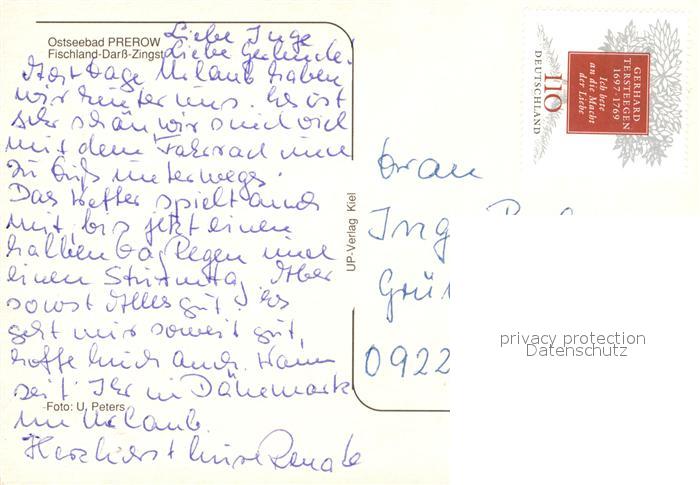 Ostseebad PREROW
Fischland-Darß-Zingst
Liebe Inge
Liebe Gerlinde!
Tage Urlaub haben
wir hinter uns. Es ist
sehr schön wir sind viel
mit dem Fahrrad und
zu Fuß unterwegs.
Das Wetter spielt auch
mit, bis jetzt einen
halben Tag Regen und
einen Sturmtag. Aber
sonst Alles gut. Es
geht mir soweit gut,
hoffe Euch auch. Wann
seit Ihr in Dänemark
im Urlaub.
Herzlichst Eure Renate
Foto: U. Peters
UP-Verlag Kiel
GERHARD
TERSTEEGEN
1697-1769
Ich bete
an die Macht
der Liebe
110
DEUTSCHLAND
Frau
Ing
Grü
0922
privacy protection
Datenschutz